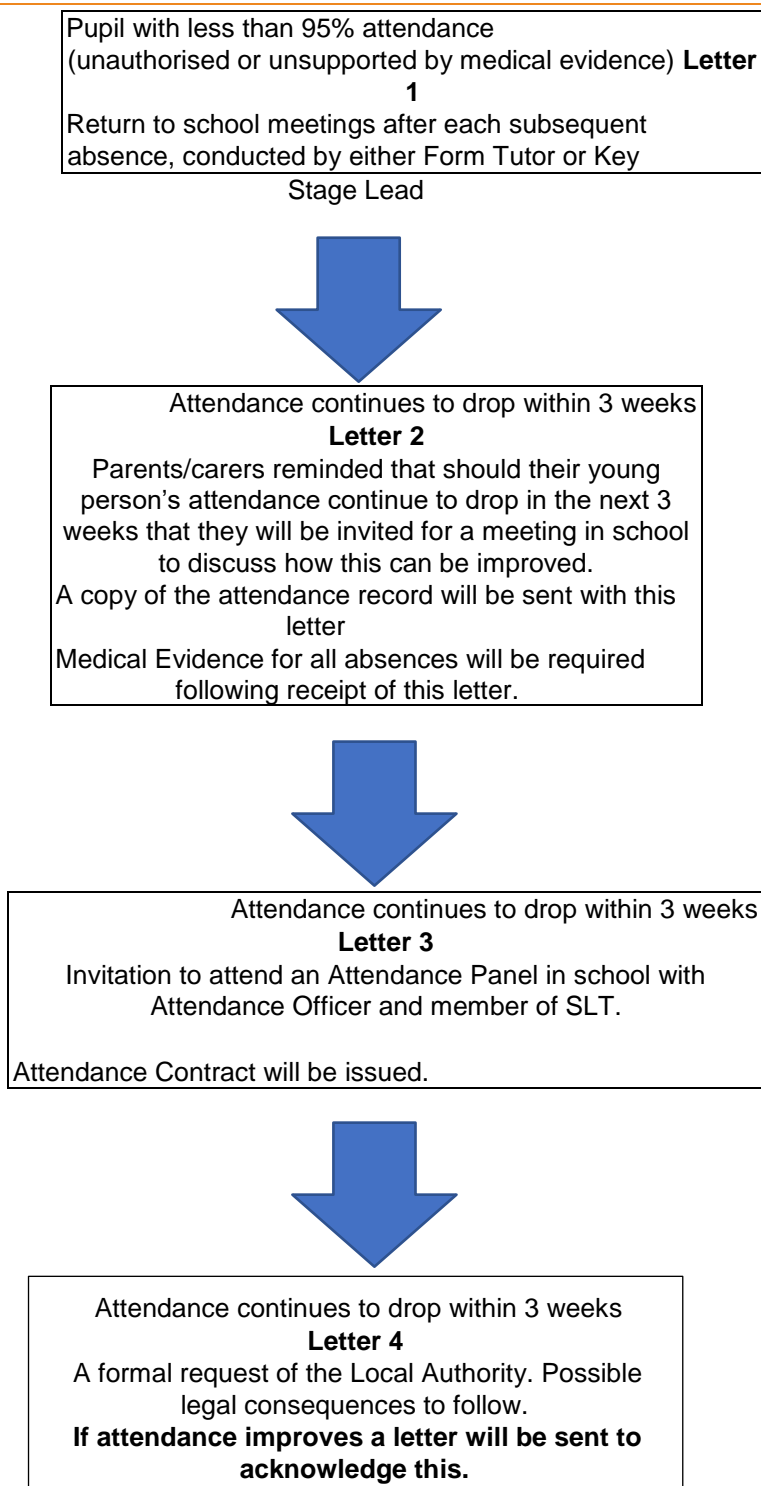 Pupil with less than 95% attendance
(unauthorised or unsupported by medical evidence) Letter
1
Return to school meetings after each subsequent
absence, conducted by either Form Tutor or Key
Stage Lead
Attendance continues to drop within 3 weeks
Letter 2
Parents/carers reminded that should their young
person’s attendance continue to drop in the next 3
weeks that they will be invited for a meeting in school
to discuss how this can be improved.
A copy of the attendance record will be sent with this
letter
Medical Evidence for all absences will be required
following receipt of this letter.
Attendance continues to drop within 3 weeks
Letter 3
Invitation to attend an Attendance Panel in school with
Attendance Officer and member of SLT.
Attendance Contract will be issued.
Attendance continues to drop within 3 weeks
Letter 4
A formal request of the Local Authority. Possible
legal consequences to follow.
If attendance improves a letter will be sent to
acknowledge this.